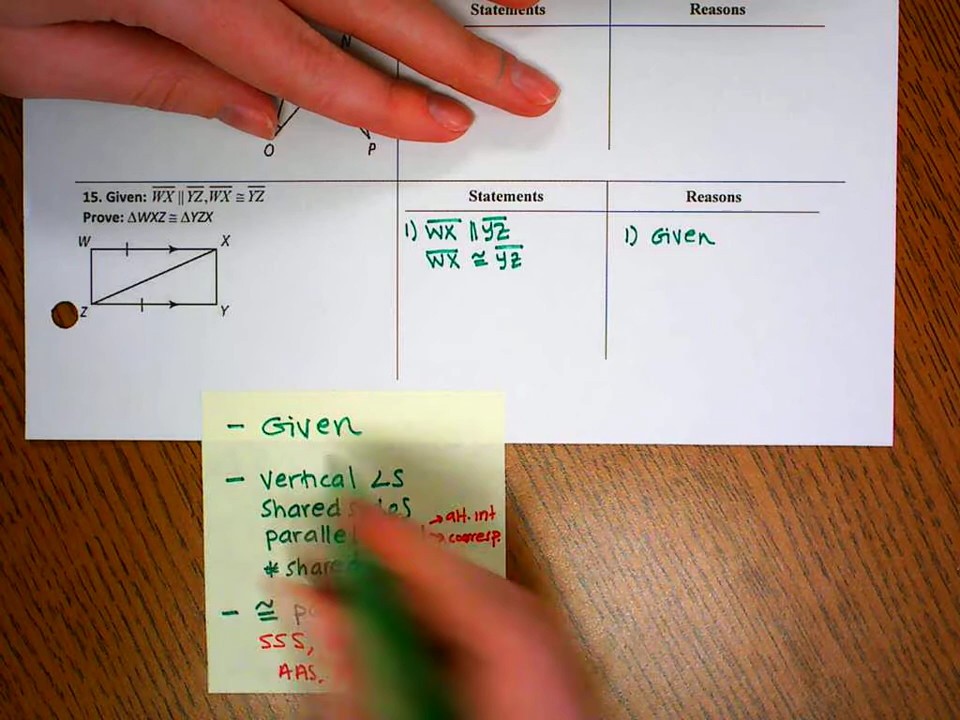 Statements Reasons
N
O P
15. Given: WX ∥ YZ, WX ≅ YZ
Prove: ΔWXZ ≅ ΔYZX
W X
Z Y
Statements Reasons
1) WX ∥ YZ 1) Given
WX ≅ YZ
- Given
- Vertical ∠s
Shared
→ alt. int
→ corresp.
* share
- ≅
SSS,
AAS,